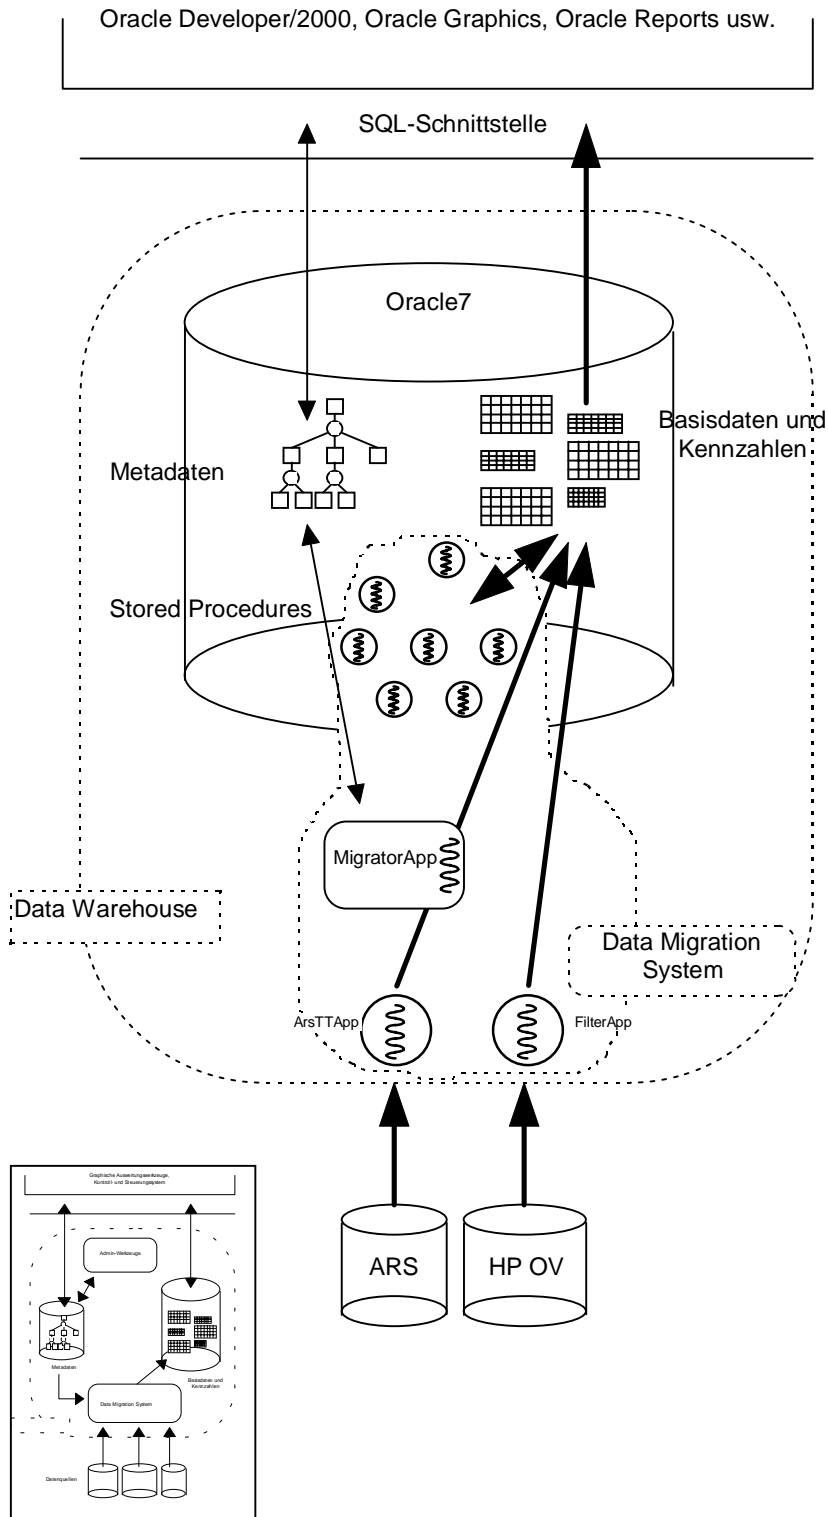 Oracle Developer/2000, Oracle Graphics, Oracle Reports usw.
SQL-Schnittstelle
Oracle7
Basisdaten und
Kennzahlen
Metadaten
Stored Procedures
MigratorApp
Data Warehouse
Data Migration
System
ArsTTApp
FilterApp
ARS
HP OV
Graphische Auswertungswerkzeuge,
Kontroll- und Steuerungsystem
Admin-Werkzeuge
Metadaten
Basisdaten und
Kennzahlen
Data Migration System
Datenquellen